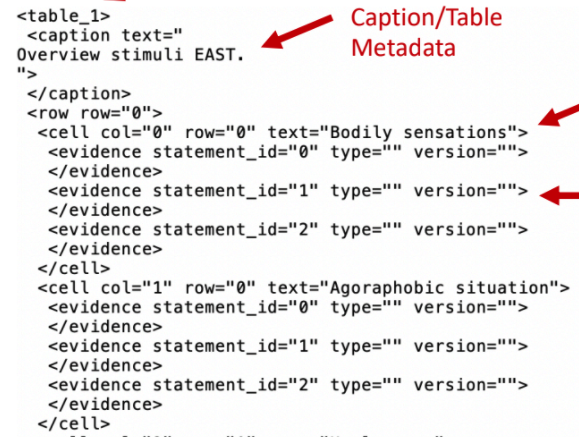 <table_1>
<caption text="
Overview stimuli EAST.
">
</caption>
<row row="0">
<cell col="0" row="0" text="Bodily sensations">
<evidence statement_id="0" type="" version="">
</evidence>
<evidence statement_id="1" type="" version="">
</evidence>
<evidence statement_id="2" type="" version="">
</evidence>
</cell>
<cell col="1" row="0" text="Agoraphobic situation">
<evidence statement_id="0" type="" version="">
</evidence>
<evidence statement_id="1" type="" version="">
</evidence>
<evidence statement_id="2" type="" version="">
</evidence>
</cell>
Caption/Table
Metadata